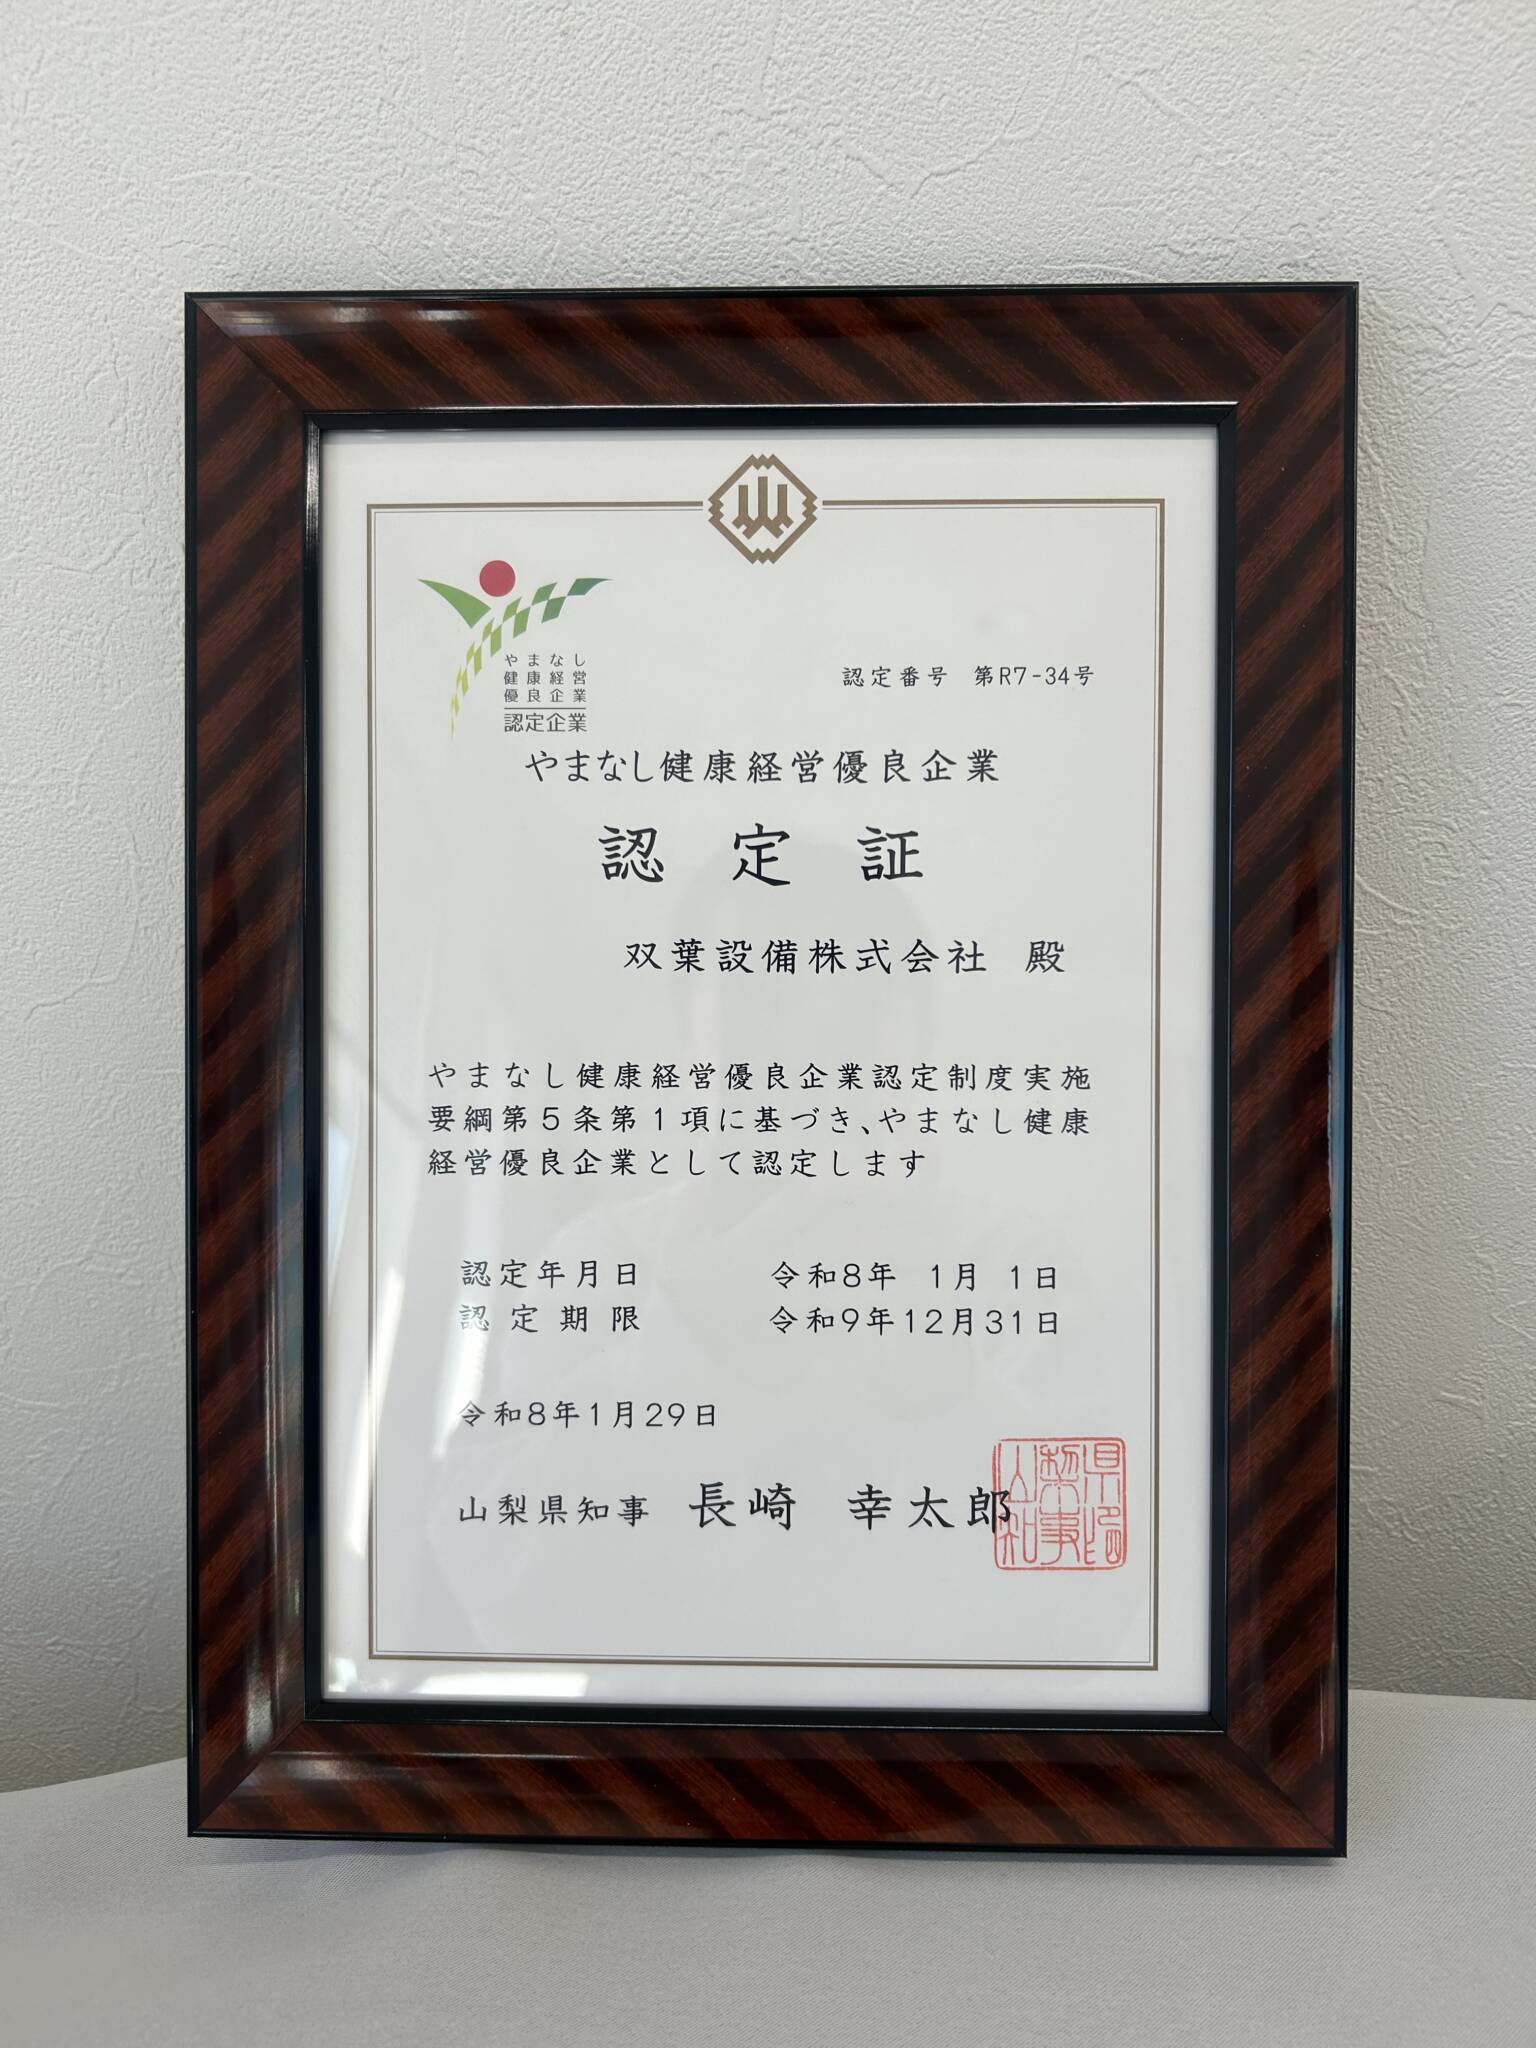 やまなし
健康経営
優良企業
認定企業
認定番号 第R7-34号
やまなし健康経営優良企業
認定証
双葉設備株式会社 殿
やまなし健康経営優良企業認定制度実施
要綱第5条第1項に基づき、やまなし健康
経営優良企業として認定します
認定年月日 令和8年 1月 1日
認定期限 令和9年12月31日
令和8年1月29日
山梨県知事 長崎 幸太郎